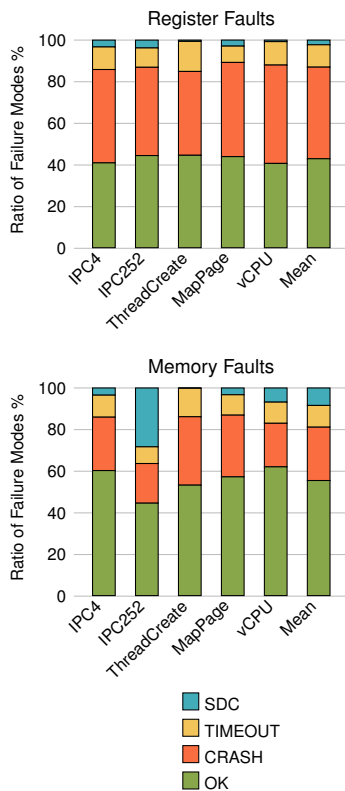 Register Faults
Ratio of Failure Modes %
100
80
60
40
20
0
IPC4
IPC252
ThreadCreate
MapPage
vCPU
Mean
Memory Faults
Ratio of Failure Modes %
100
80
60
40
20
0
IPC4
IPC252
ThreadCreate
MapPage
vCPU
Mean
SDC
TIMEOUT
CRASH
OK